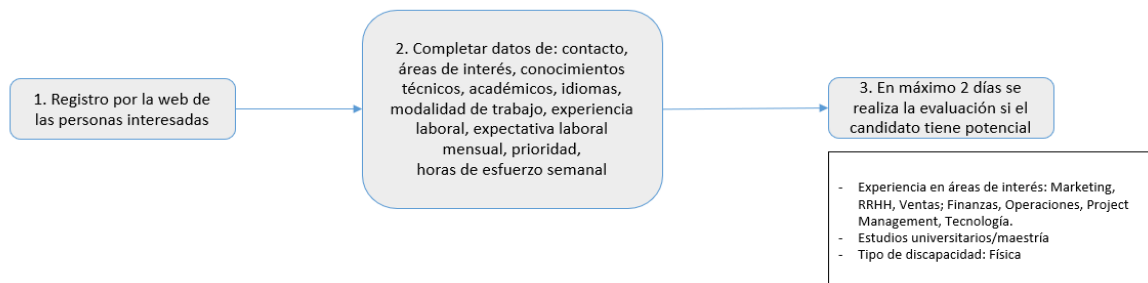 1. Registro por la web de
las personas interesadas
2. Completar datos de: contacto,
áreas de interés, conocimientos
técnicos, académicos, idiomas,
modalidad de trabajo, experiencia
laboral, expectativa laboral
mensual, prioridad,
horas de esfuerzo semanal
3. En máximo 2 días se
realiza la evaluación si el
candidato tiene potencial
- Experiencia en áreas de interés: Marketing,
RRHH, Ventas; Finanzas, Operaciones, Project
Management, Tecnología.
- Estudios universitarios/maestría
- Tipo de discapacidad: Física